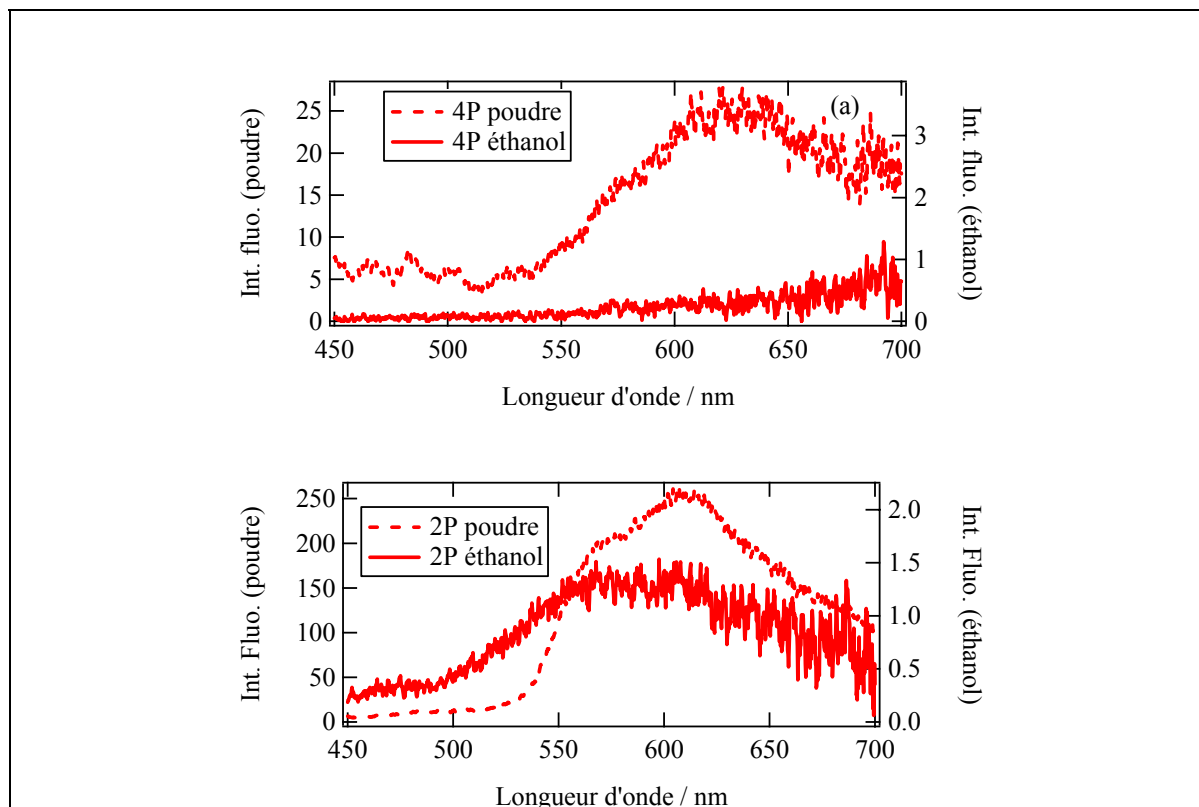 (a)
4P poudre
4P éthanol
Int. fluo. (poudre)
25
20
15
10
5
0
Int. fluo. (éthanol)
3
2
1
0
450 500 550 600 650 700
Longueur d'onde / nm
2P poudre
2P éthanol
Int. Fluo. (poudre)
250
200
150
100
50
0
Int. Fluo. (éthanol)
2.0
1.5
1.0
0.5
0.0
450 500 550 600 650 700
Longueur d'onde / nm